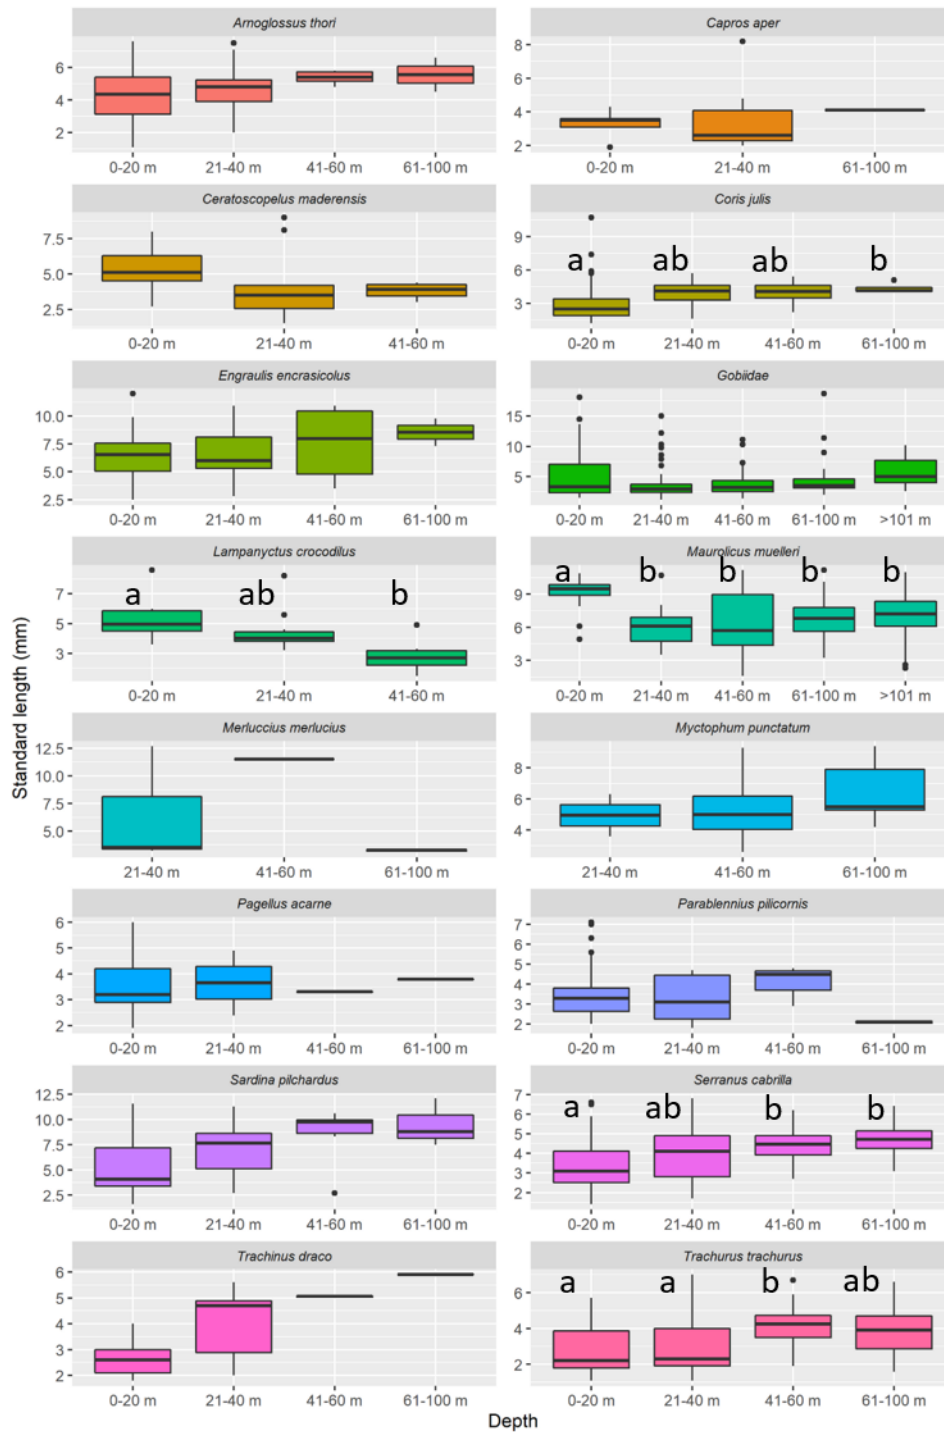 Arnoglossus thori
6
4
2
0-20 m 21-40 m 41-60 m 61-100 m
Capros aper
8
6
4
2
0-20 m 21-40 m 61-100 m
Ceratoscopelus maderensis
7.5
5.0
2.5
0-20 m 21-40 m 41-60 m
Coris julis
a ab ab b
9
6
3
0-20 m 21-40 m 41-60 m 61-100 m
Engraulis encrasicolus
10.0
7.5
5.0
2.5
0-20 m 21-40 m 41-60 m 61-100 m
Gobiidae
15
10
5
0-20 m 21-40 m 41-60 m 61-100 m >101 m
Lampanyctus crocodilus
a ab b
7
5
3
0-20 m 21-40 m 41-60 m
Maurolicus muelleri
a b b b b
9
6
3
0-20 m 21-40 m 41-60 m 61-100 m >101 m
Standard length (mm)
Merluccius merlucius
12.5
10.0
7.5
5.0
21-40 m 41-60 m 61-100 m
Myctophum punctatum
8
6
4
21-40 m 41-60 m 61-100 m
Pagellus acarne
6
5
4
3
2
0-20 m 21-40 m 41-60 m 61-100 m
Parablennius pilicornis
7
6
5
4
3
2
0-20 m 21-40 m 41-60 m 61-100 m
Sardina pilchardus
12.5
10.0
7.5
5.0
2.5
0-20 m 21-40 m 41-60 m 61-100 m
Serranus cabrilla
a ab b b
7
6
5
4
3
2
0-20 m 21-40 m 41-60 m 61-100 m
Trachinus draco
6
5
4
3
2
0-20 m 21-40 m 41-60 m 61-100 m
Trachurus trachurus
a a b ab
6
4
2
0-20 m 21-40 m 41-60 m 61-100 m
Depth